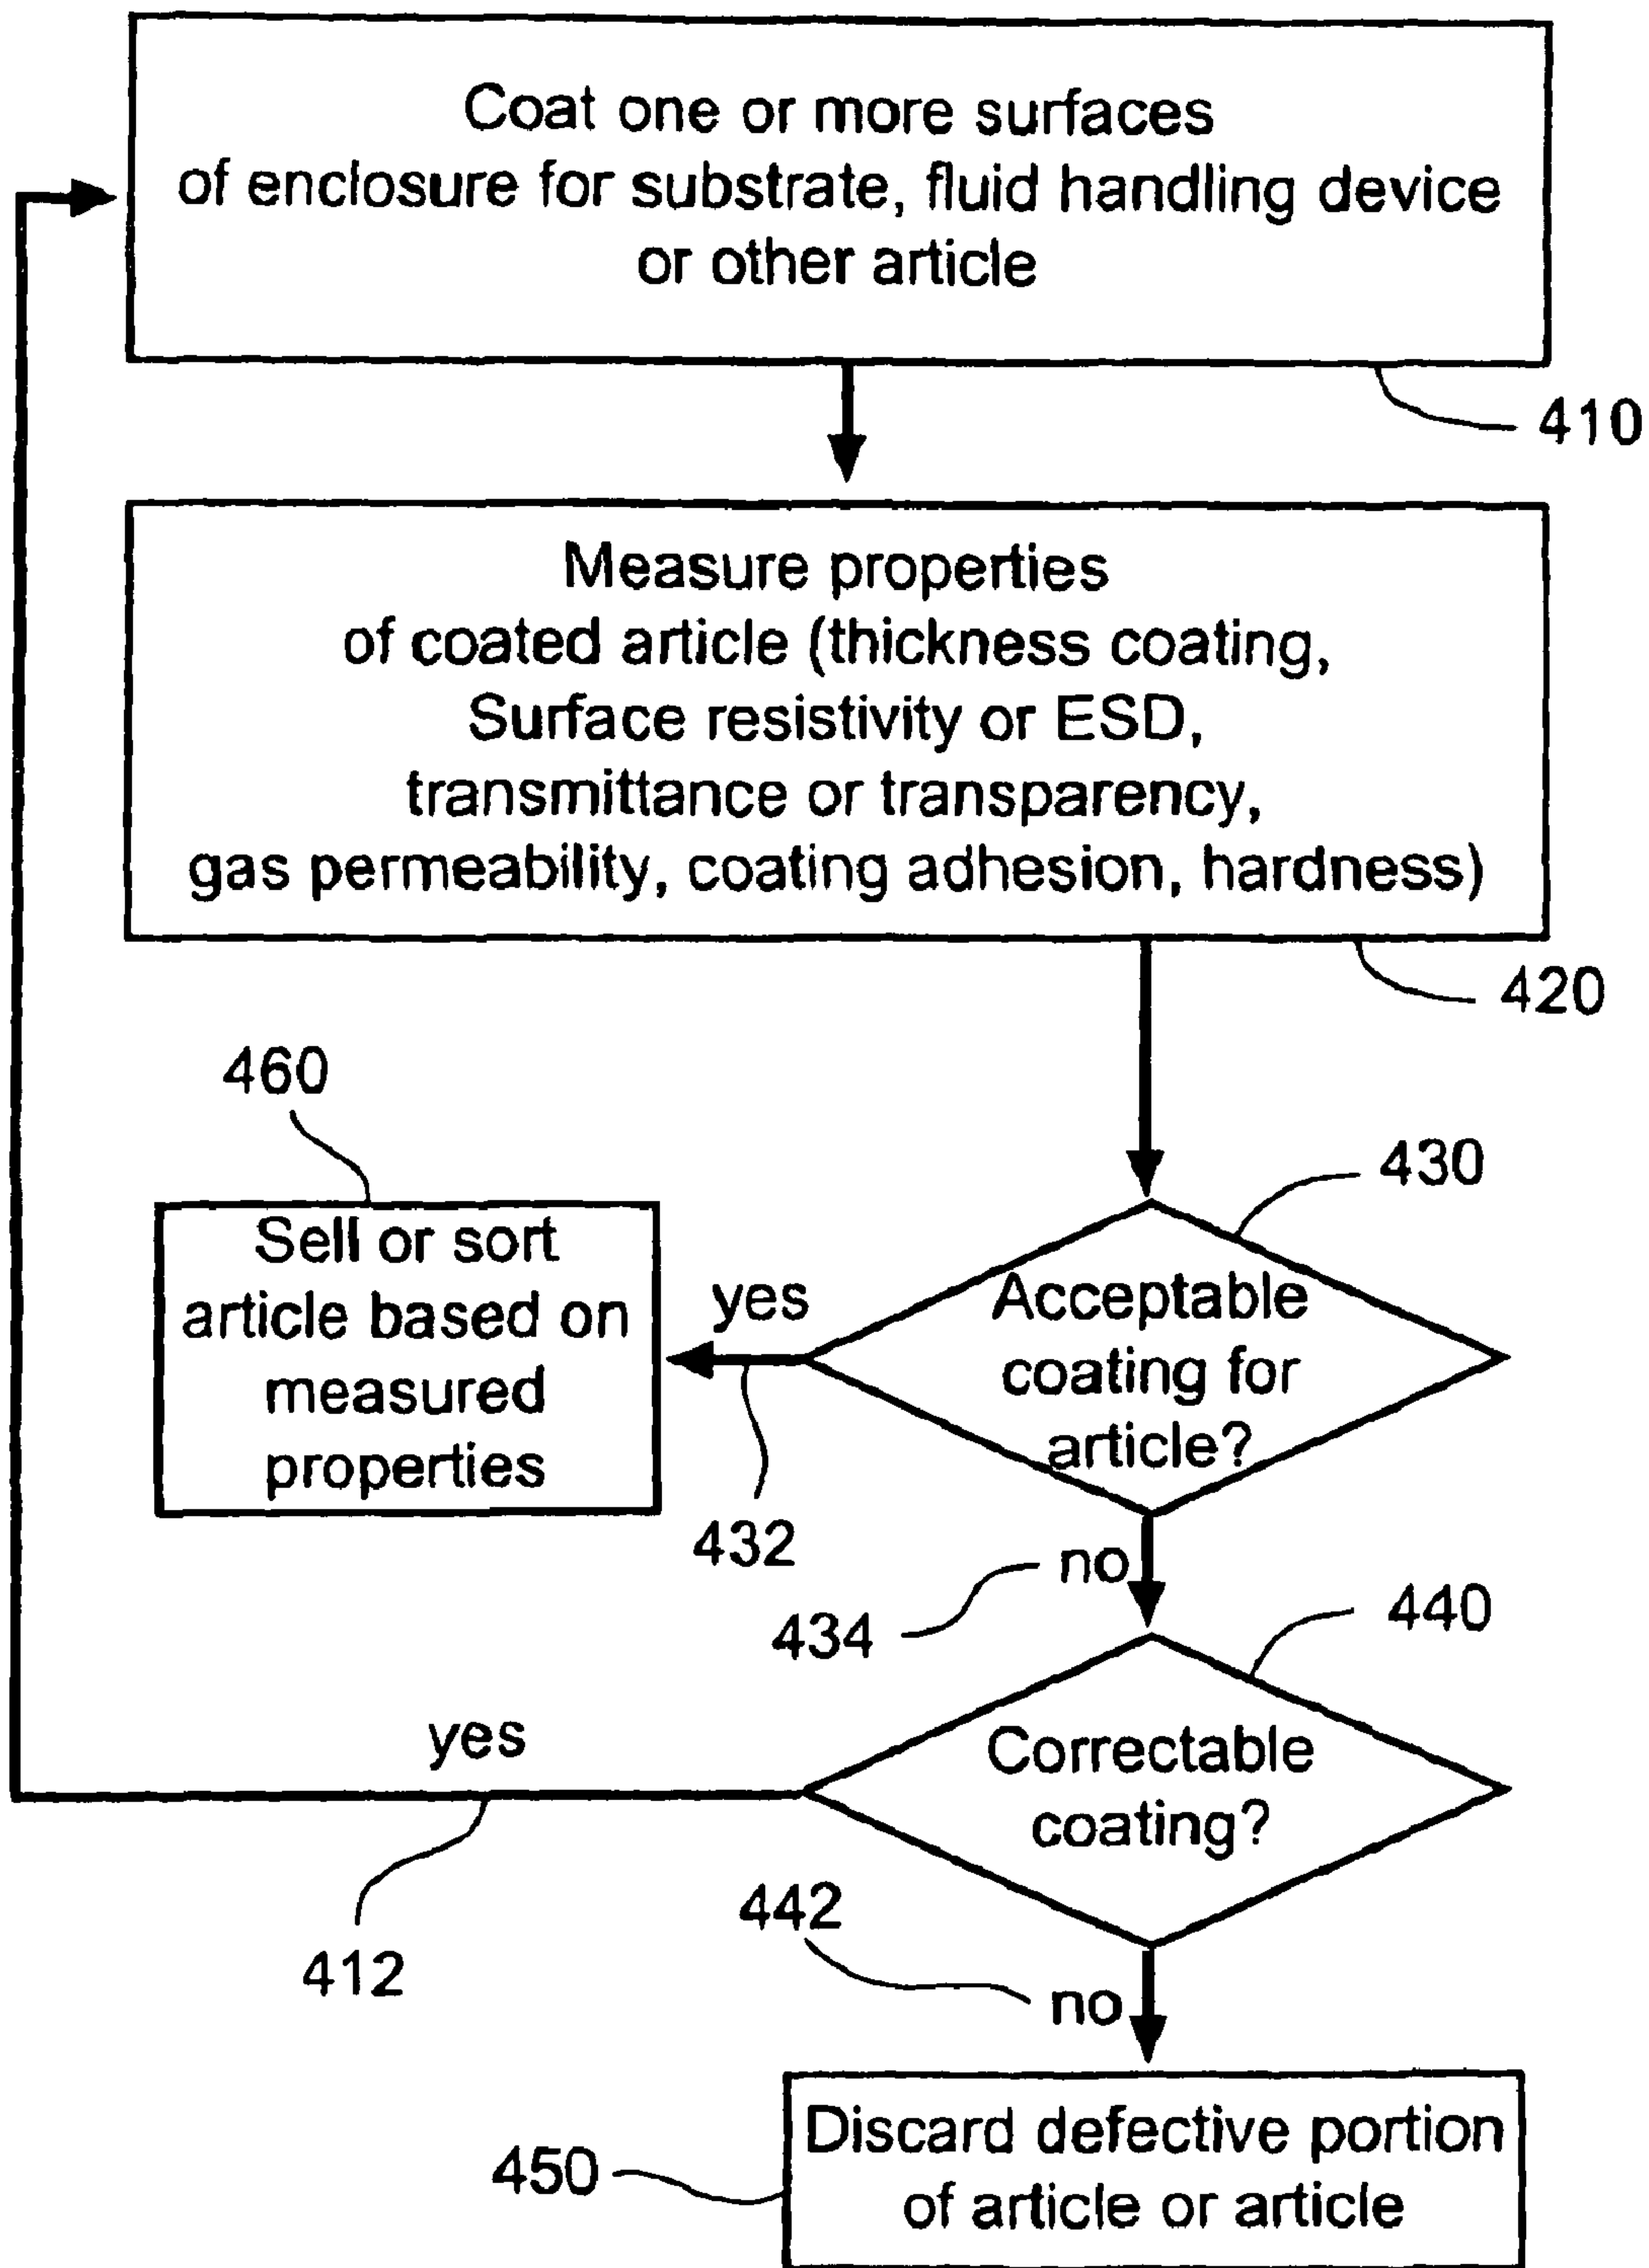 Coat one or more surfaces
of enclosure for substrate, fluid handling device
or other article
410
Measure properties
of coated article (thickness coating,
Surface resistivity or ESD,
transmittance or transparency,
gas permeability, coating adhesion, hardness)
420
460
430
Sell or sort
article based on
measured
properties
yes
Acceptable
coating for
article?
432
no
434
440
yes
Correctable
coating?
412
442
no
450
Discard defective portion
of article or article